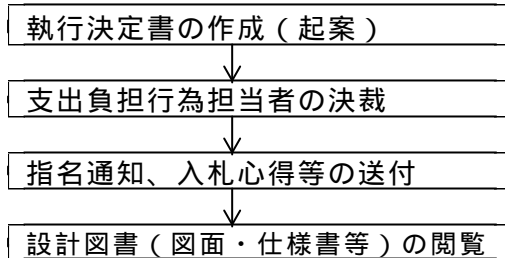 執行決定書の作成（起案）
支出負担行為担当者の決裁
指名通知、入札心得等の送付
設計図書（図面・仕様書等）の閲覧